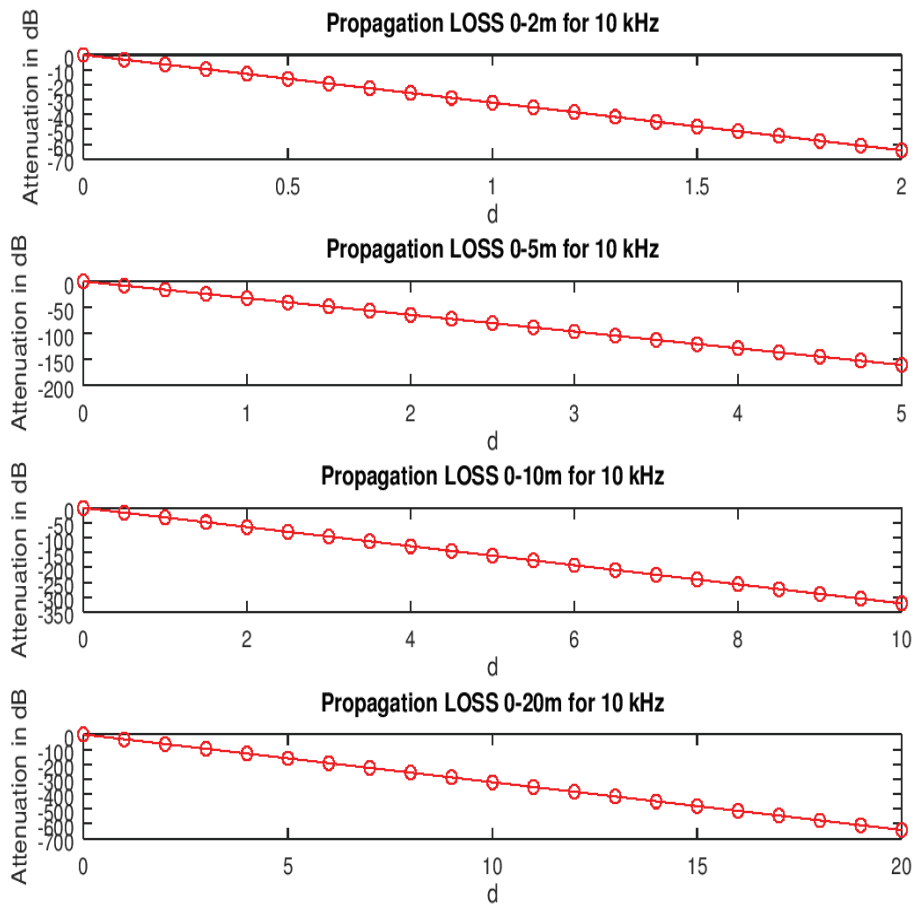 Propagation LOSS 0-2m for 10 kHz
Attenuation in dB
0
-10
-20
-30
-40
-50
-60
-70
0 0.5 1 1.5 2
d
Propagation LOSS 0-5m for 10 kHz
Attenuation in dB
0
-50
-100
-150
-200
0 1 2 3 4 5
d
Propagation LOSS 0-10m for 10 kHz
Attenuation in dB
0
-50
-100
-150
-200
-250
-300
-350
0 2 4 6 8 10
d
Propagation LOSS 0-20m for 10 kHz
Attenuation in dB
0
-100
-200
-300
-400
-500
-600
-700
0 5 10 15 20
d